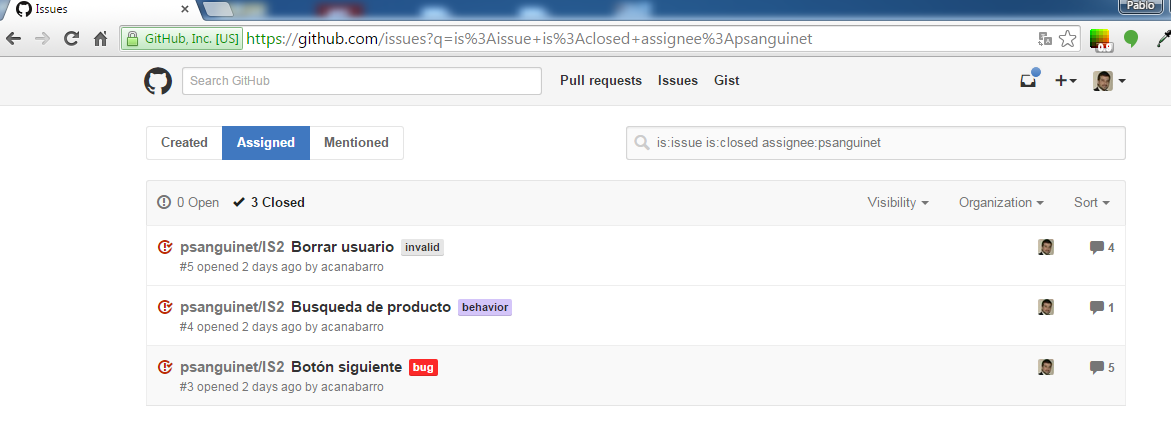 Issues
Pablo
GitHub, Inc. [US] https://github.com/issues?q=is%3Aissue+is%3Aclosed+assignee%3Apsanguinet
Search GitHub Pull requests Issues Gist
Created Assigned Mentioned is:issue is:closed assignee:psanguinet
0 Open 3 Closed Visibility Organization Sort
psanguinet/IS2 Borrar usuario invalid 4
#5 opened 2 days ago by acanabarro
psanguinet/IS2 Busqueda de producto behavior 1
#4 opened 2 days ago by acanabarro
psanguinet/IS2 Botón siguiente bug 5
#3 opened 2 days ago by acanabarro